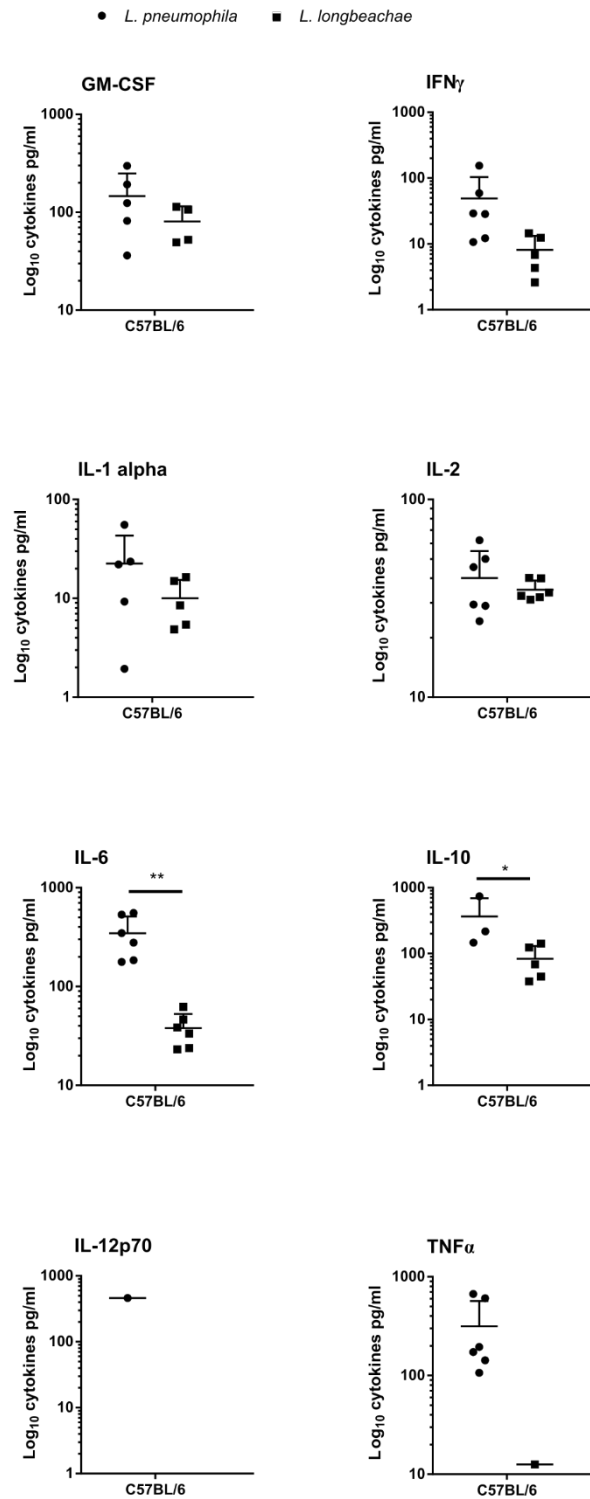 L. pneumophila L. longbeachae
GM-CSF
Log10 cytokines pg/ml
1000
100
10
C57BL/6
IFNγ
Log10 cytokines pg/ml
1000
100
10
1
C57BL/6
IL-1 alpha
Log10 cytokines pg/ml
100
10
1
C57BL/6
IL-2
Log10 cytokines pg/ml
100
10
C57BL/6
IL-6
Log10 cytokines pg/ml
1000
100
10
**
C57BL/6
IL-10
Log10 cytokines pg/ml
1000
100
10
1
*
C57BL/6
IL-12p70
Log10 cytokines pg/ml
1000
100
10
1
C57BL/6
TNFα
Log10 cytokines pg/ml
1000
100
10
C57BL/6